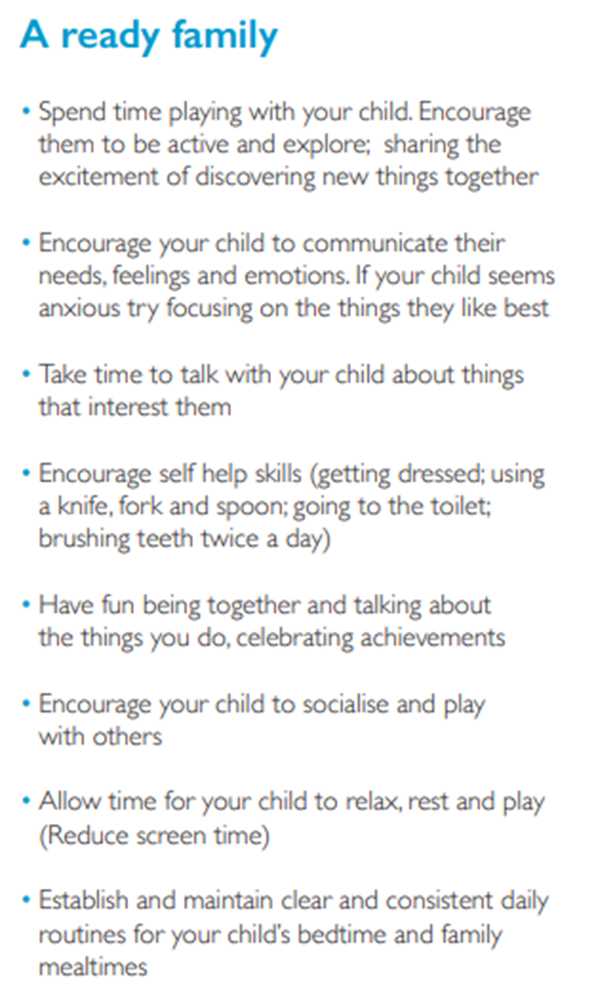 A ready family
• Spend time playing with your child. Encourage
them to be active and explore; sharing the
excitement of discovering new things together
• Encourage your child to communicate their
needs, feelings and emotions. If your child seems
anxious try focusing on the things they like best
• Take time to talk with your child about things
that interest them
• Encourage self help skills (getting dressed; using
a knife, fork and spoon; going to the toilet;
brushing teeth twice a day)
• Have fun being together and talking about
the things you do, celebrating achievements
• Encourage your child to socialise and play
with others
• Allow time for your child to relax, rest and play
(Reduce screen time)
• Establish and maintain clear and consistent daily
routines for your child's bedtime and family
mealtimes